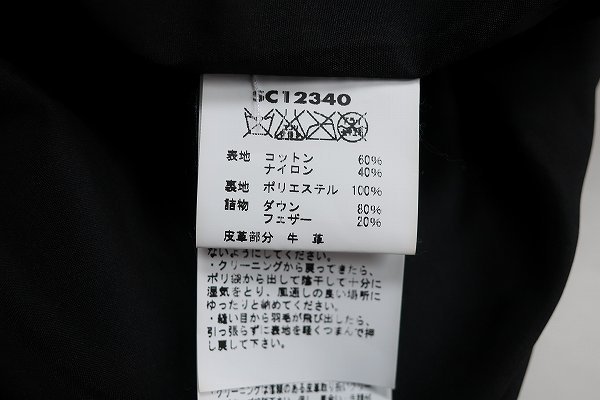 SC12340
表地 コットン 60%
ナイロン 40%
裏地 ポリエステル 100%
詰物 ダウン 80%
フェザー 20%
皮革部分 牛革
ないようにしてください。
・クリーニングから戻ってきたら、
ポリ袋から出して陰干しで十分に
湿気をとり、風通しの良い場所に
ゆったりと納めてください。
・縫い目から羽毛が飛び出したら、
引っ張らずに表地を軽くつまんで押
し戻して下さい。